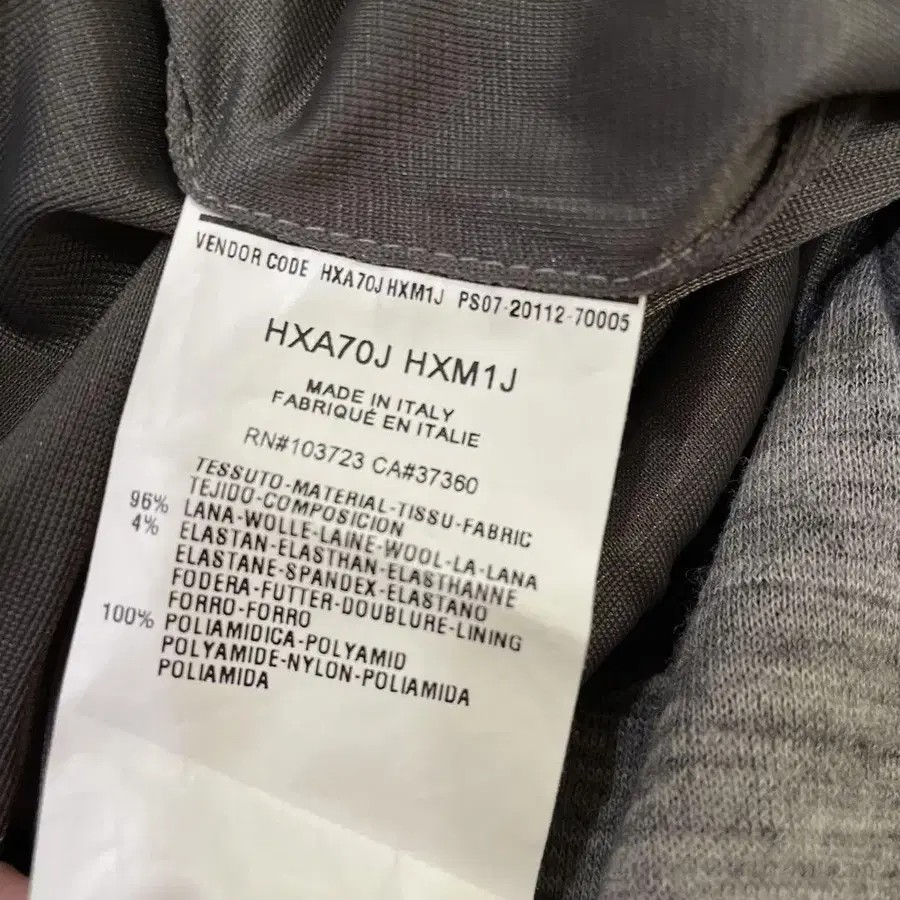 VENDOR CODE HXA70J HXM1J PS07-20112-70005
HXA70J HXM1J
MADE IN ITALY
FABRIQUÉ EN ITALIE
RN#103723 CA#37360
TESSUTO-MATERIAL-TISSU-FABRIC
TEJIDO-COMPOSICION
96% LANA-WOLLE-LAINE-WOOL-LA-LANA
4% ELASTAN-ELASTHAN-ELASTHANNE
ELASTANE-SPANDEX-ELASTANO
FODERA-FUTTER-DOUBLURE-LINING
FORRO-FORRO
100% POLIAMIDICA-POLYAMID
POLYAMIDE-NYLON-POLIAMIDA
POLIAMIDA